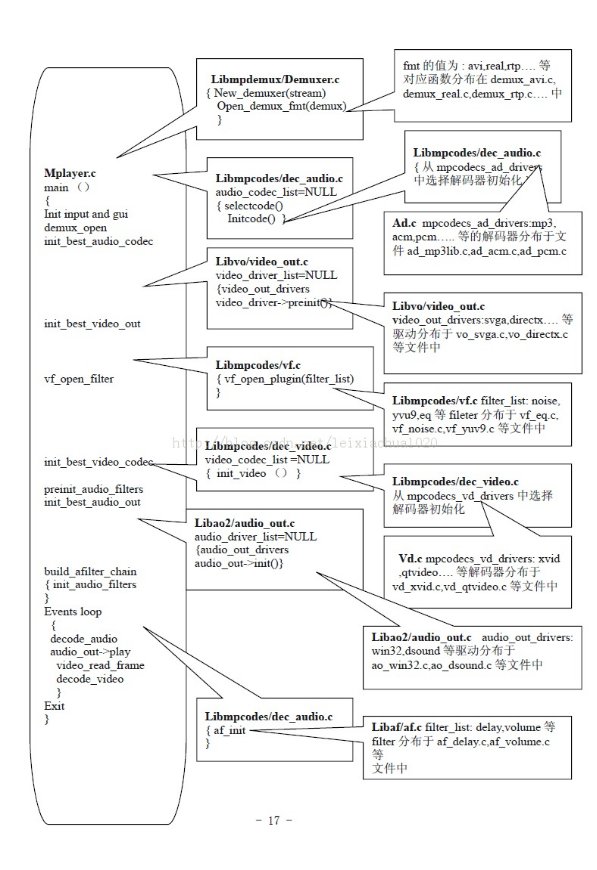 Mplayer.c
main （）
{
Init input and gui
demux_open
init_best_audio_codec
init_best_video_out
vf_open_filter
init_best_video_codec
preinit_audio_filters
init_best_audio_out
build_afilter_chain
{ init_audio_filters
}
Events loop
{
decode_audio
audio_out->play
video_read_frame
decode_video
}
Exit
}
Libmpdemux/Demuxer.c
{ New_demuxer(stream)
Open_demux_fmt(demux)
}
fmt 的值为 : avi,real,rtp…. 等
对应函数分布在 demux_avi.c,
demux_real.c,demux_rtp.c…. 中
Libmpcodes/dec_audio.c
audio_codec_list=NULL
{ selectcode()
Initcode() }
Libmpcodes/dec_audio.c
{ 从 mpcodecs_ad_drivers
中选择解码器初始化
Ad.c mpcodecs_ad_drivers:mp3,
acm,pcm….. 等的解码器分布于文
件 ad_mp3lib.c,ad_acm.c,ad_pcm.c
Libvo/video_out.c
video_driver_list=NULL
{video_out_drivers
video_driver->preinit()}
Libvo/video_out.c
video_out_drivers:svga,directx…. 等
驱动分布于 vo_svga.c,vo_directx.c
等文件中
Libmpcodes/vf.c
{ vf_open_plugin(filter_list)
}
Libmpcodes/vf.c filter_list: noise,
yvu9,eq 等 fileter 分布于 vf_eq.c,
vf_noise.c,vf_yuv9.c 等文件中
Libmpcodes/dec_video.c
video_codec_list =NULL
{ init_video （） }
Libmpcodes/dec_video.c
从 mpcodecs_vd_drivers 中选择
解码器初始化
Vd.c mpcodecs_vd_drivers: xvid
,qtvideo…. 等解码器分布于
vd_xvid.c,vd_qtvideo.c 等文件中
Libao2/audio_out.c
audio_driver_list=NULL
{audio_out_drivers
audio_out->init()}
Libao2/audio_out.c audio_out_drivers:
win32,dsound 等驱动分布于
ao_win32.c,ao_dsound.c 等文件中
Libmpcodes/dec_audio.c
{ af_init
}
Libaf/af.c filter_list: delay,volume 等
filter 分布于 af_delay.c,af_volume.c
等
文件中
- 17 -